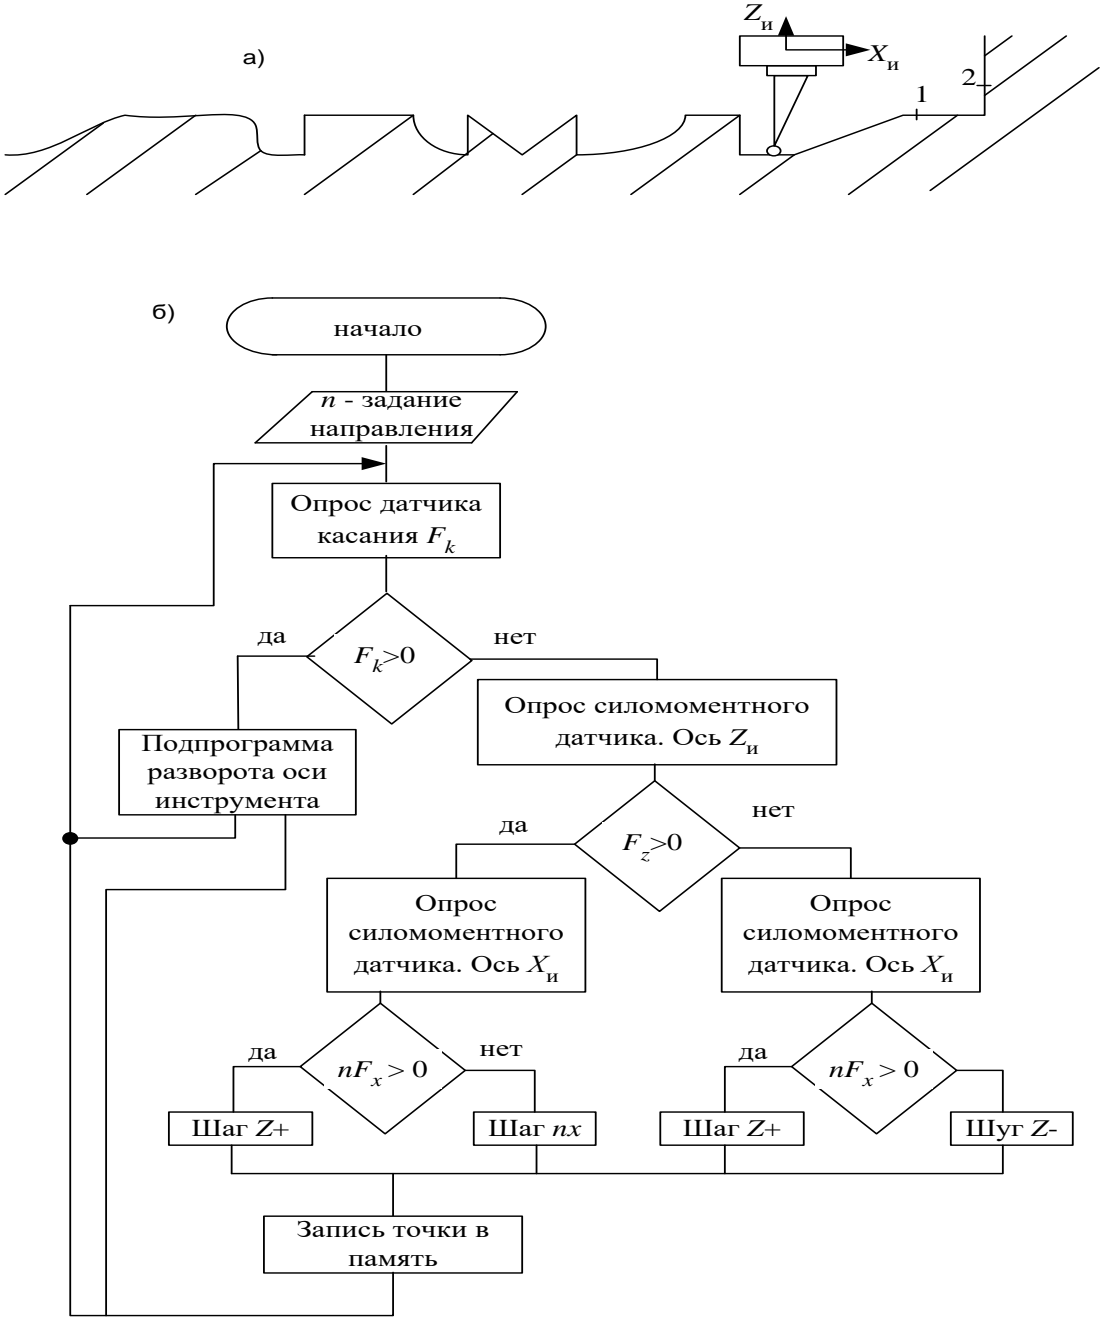 а)
Zи
Xи
1
2
б)
начало
n - задание
направления
Опрос датчика
касания Fk
да
Fk>0
нет
Опрос силомоментного
датчика. Ось Zи
Подпрограмма
разворота оси
инструмента
да
Fz>0
нет
Опрос
силомоментного
датчика. Ось Xи
Опрос
силомоментного
датчика. Ось Xи
да
nFx > 0
нет
да
nFx > 0
Шаг Z+
Шаг nx
Шаг Z+
Шуг Z-
Запись точки в
память